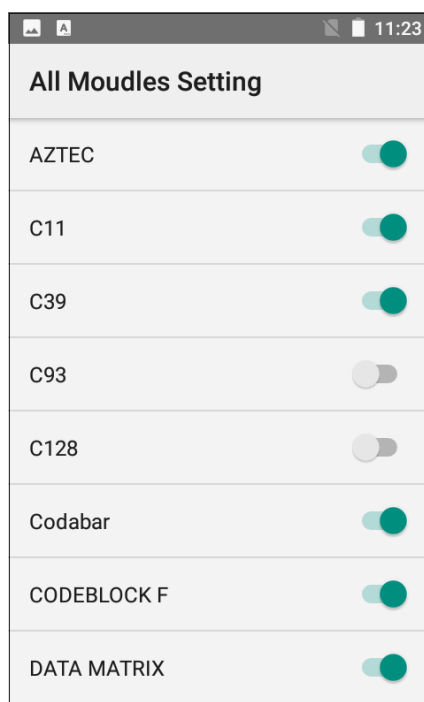 11:23
All Moudles Setting
AZTEC
C11
C39
C93
C128
Codabar
CODEBLOCK F
DATA MATRIX